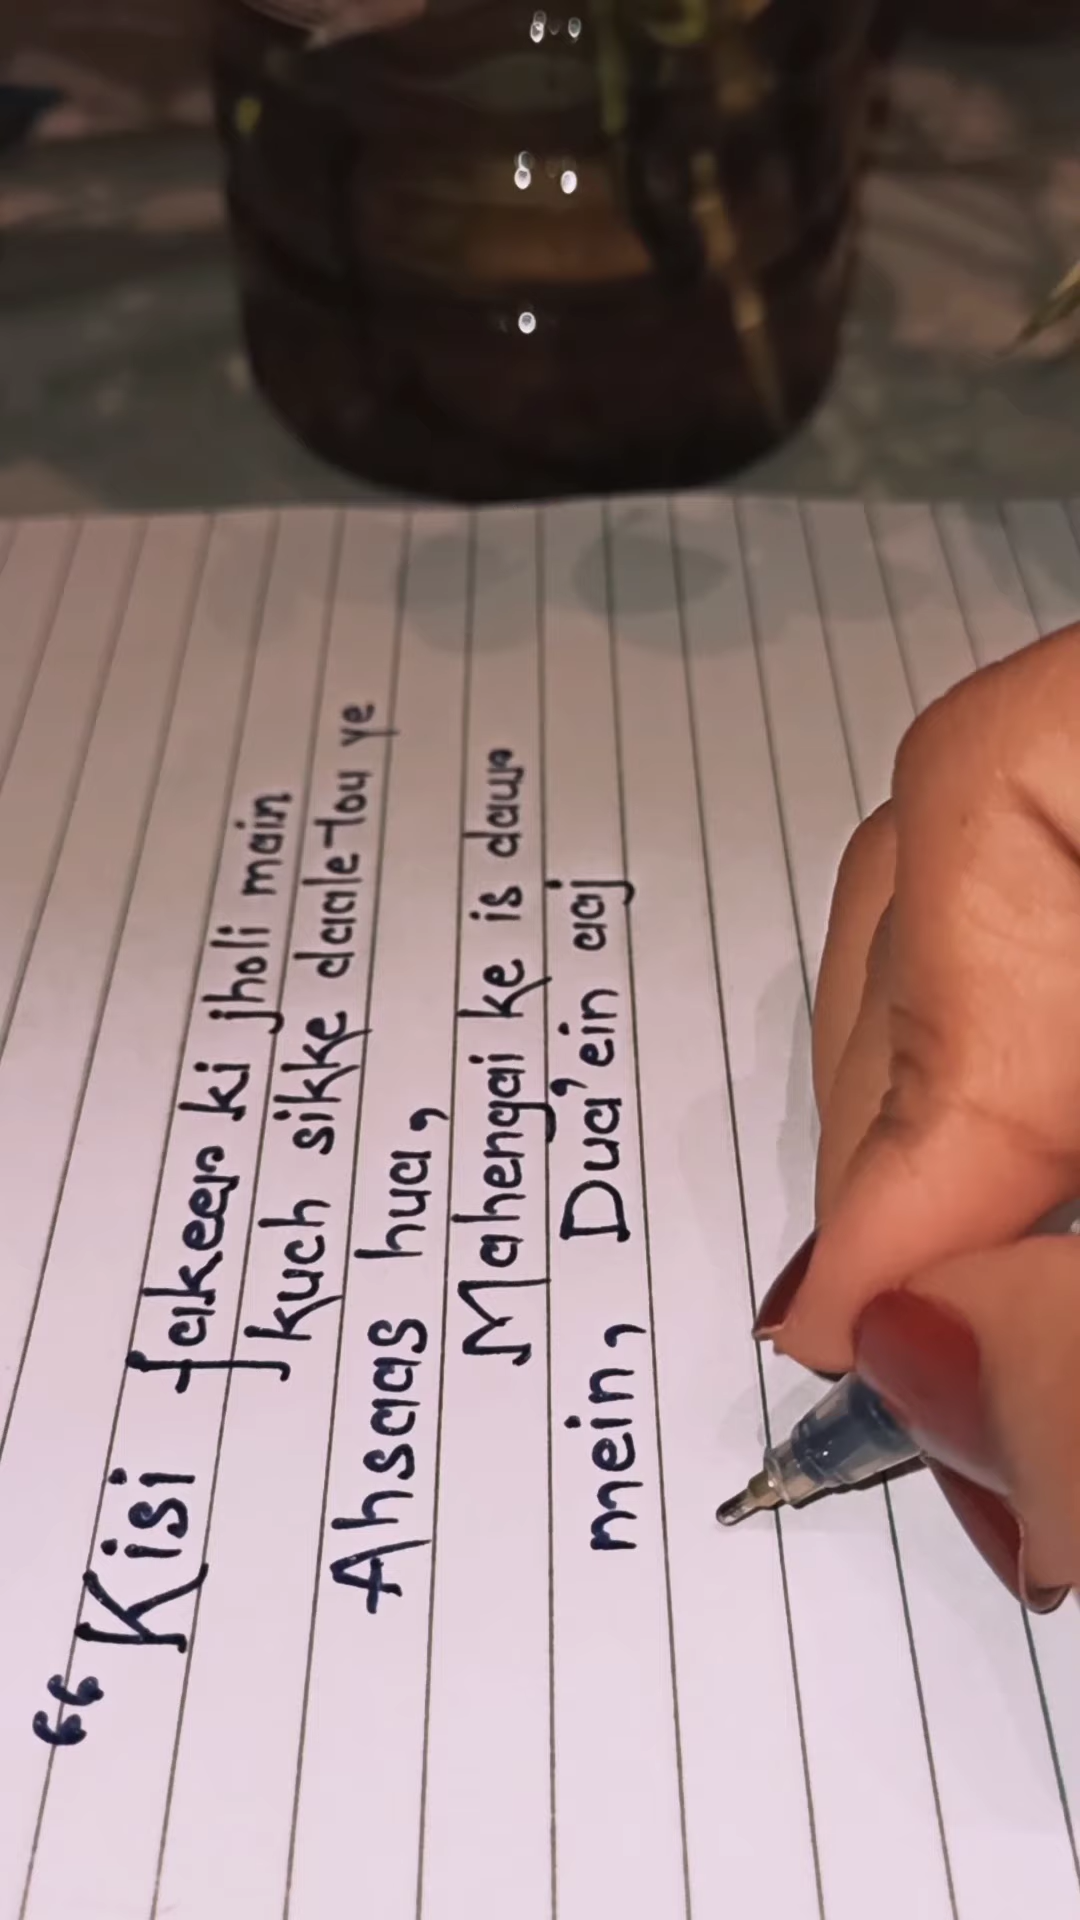 “Kisi fakeer ki jholi main
kuch sikke daale tou ye
Ahsaas hua,
Mahengai ke is daur
mein, Dua'ein aaj